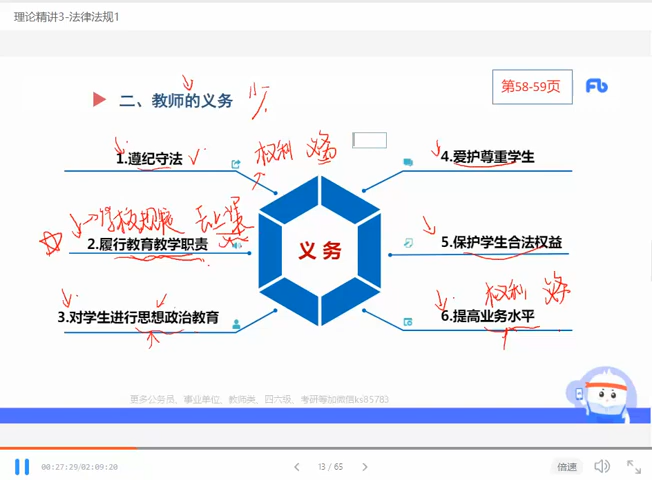 理论精讲3-法律法规1
第58-59页
二、教师的义务
少
权利 义务
1.遵纪守法
4.爱护尊重学生
2.履行教育教学职责
义务
5.保护学生合法权益
权利 义务
3.对学生进行思想政治教育
6.提高业务水平
更多公务员、事业单位、教师类、四六级、考研等加微信ks85783
00:27:29/02:09:20
13 / 65
倍速